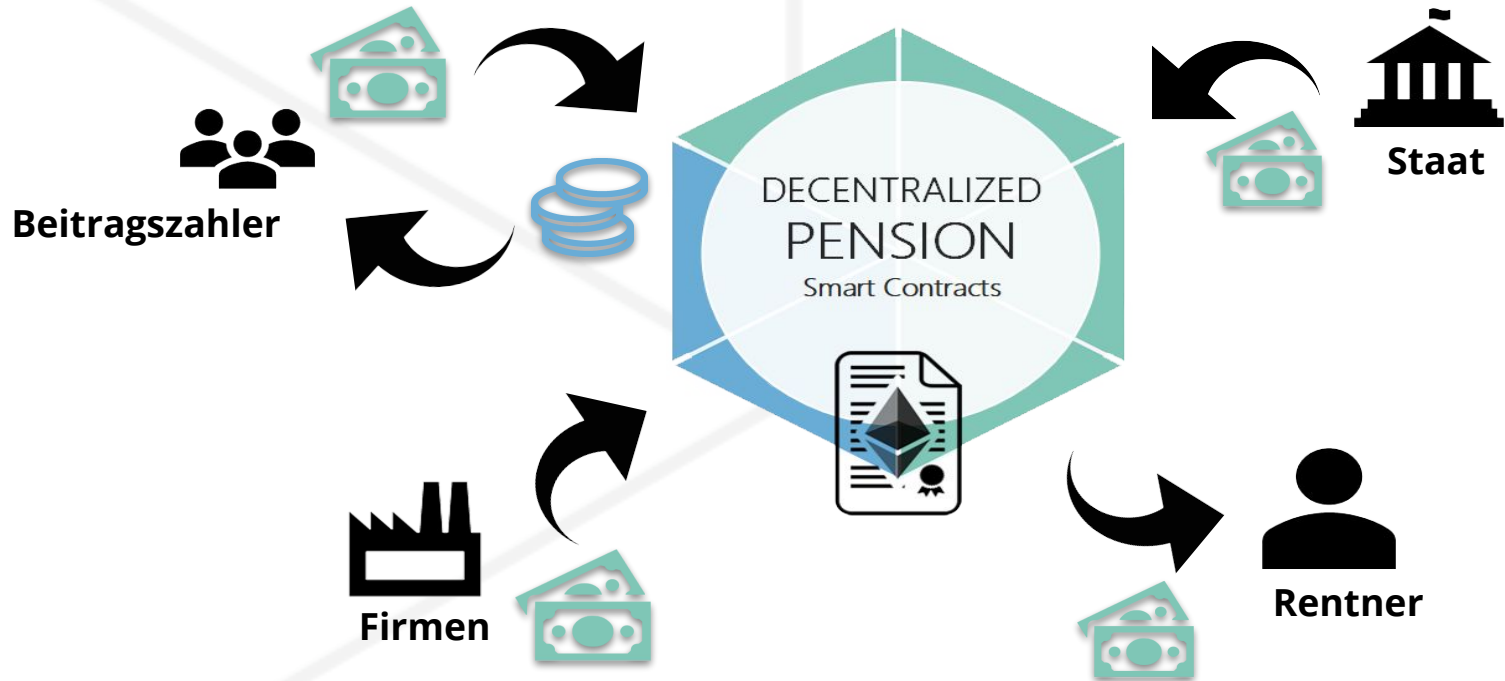 Beitragszahler
Staat
DECENTRALIZED
PENSION
Smart Contracts
Firmen
Rentner